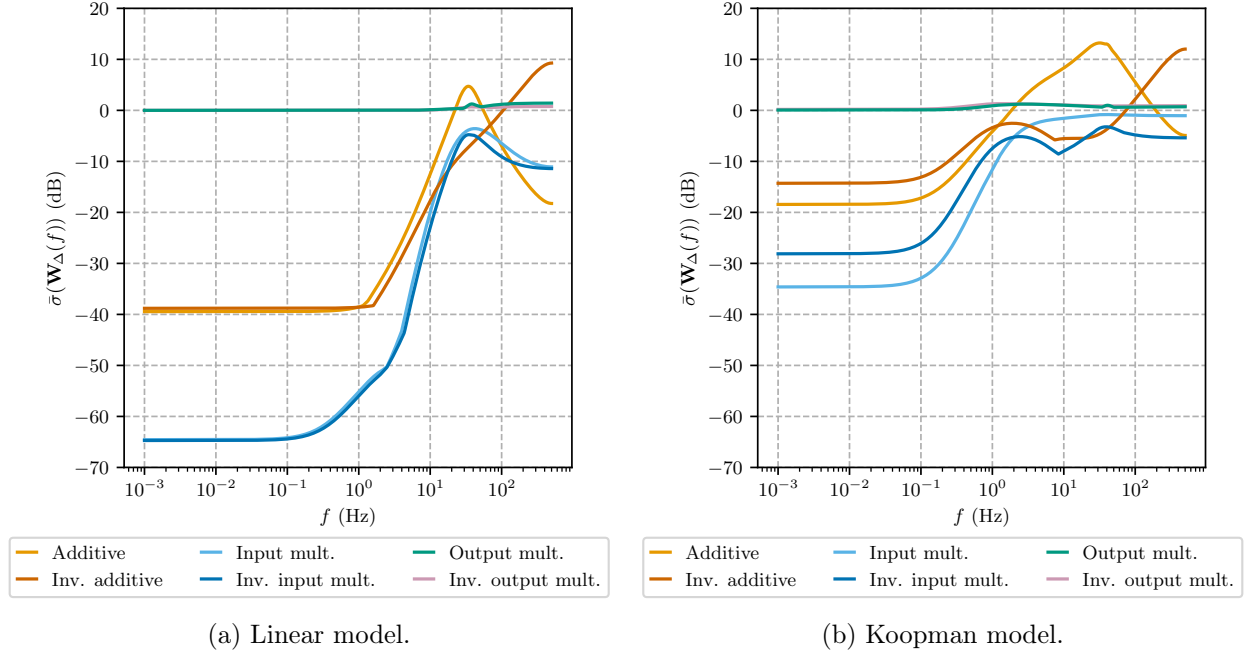 20
10
0
−10
−20
−30
−40
−50
−60
−70
σ̄(W_Δ(f)) (dB)
10⁻³ 10⁻² 10⁻¹ 10⁰ 10¹ 10²
f (Hz)
Additive Input mult. Output mult.
Inv. additive Inv. input mult. Inv. output mult.
(a) Linear model.
20
10
0
−10
−20
−30
−40
−50
−60
−70
σ̄(W_Δ(f)) (dB)
10⁻³ 10⁻² 10⁻¹ 10⁰ 10¹ 10²
f (Hz)
Additive Input mult. Output mult.
Inv. additive Inv. input mult. Inv. output mult.
(b) Koopman model.